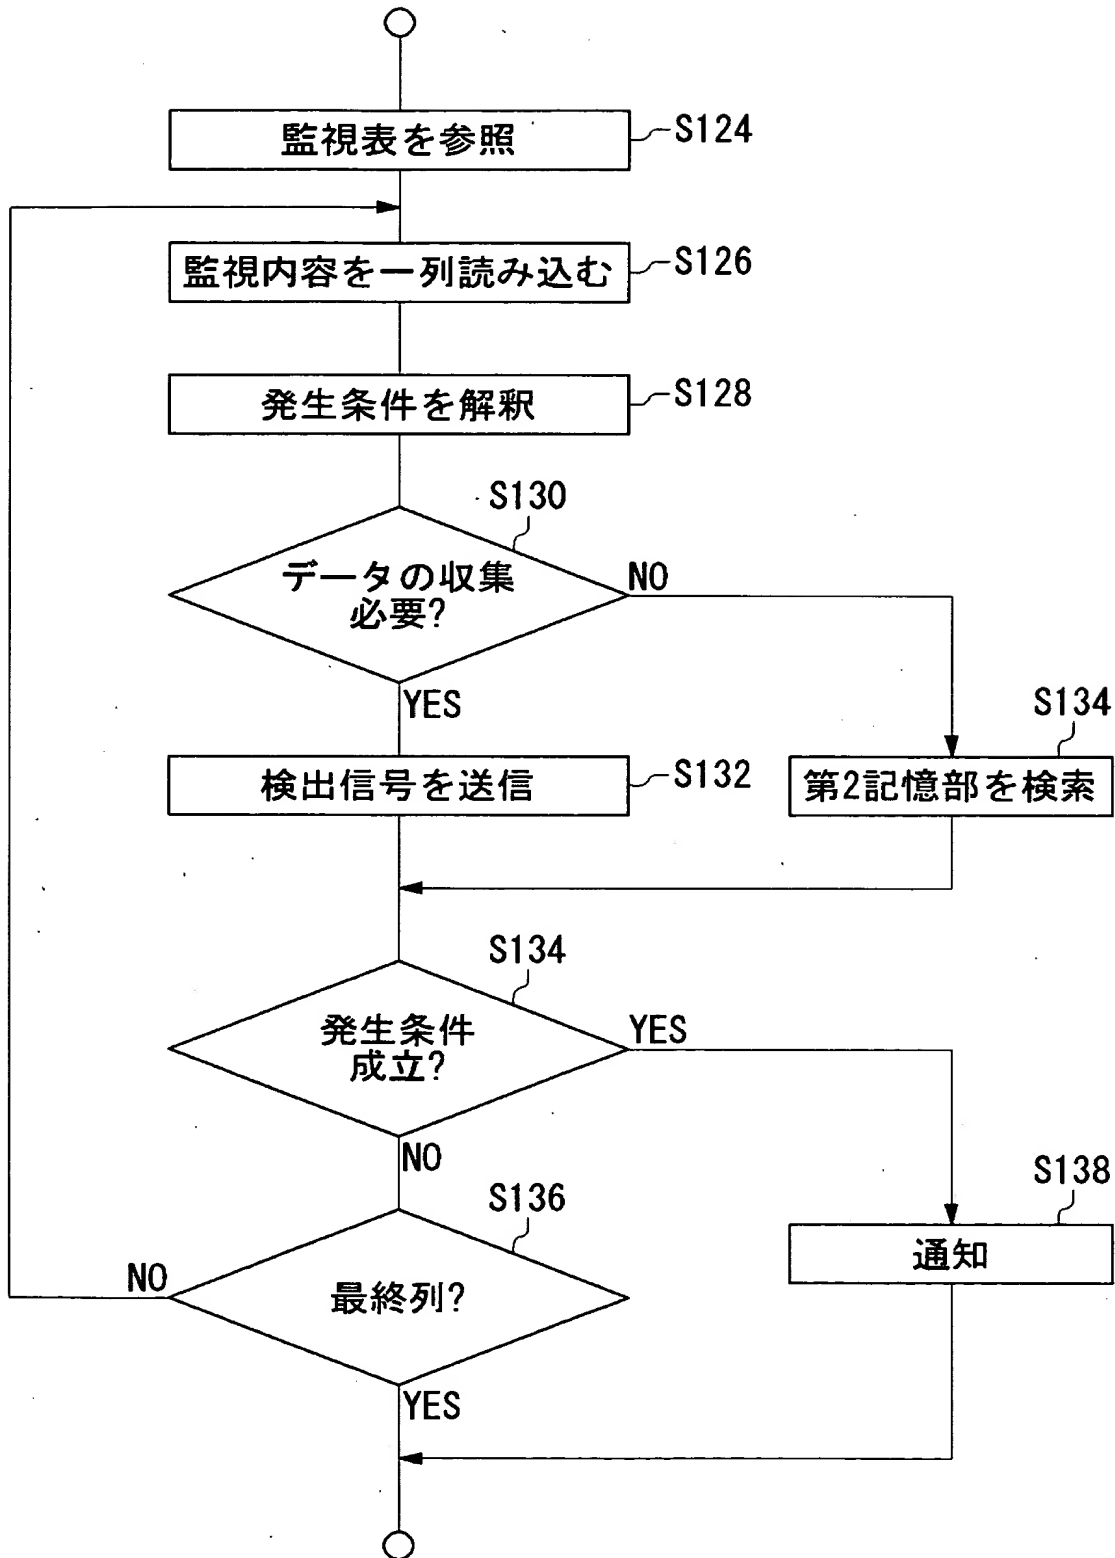 監視表を参照
S124
監視内容を一列読み込む
S126
発生条件を解釈
S128
S130
データの収集
必要?
NO
YES
S134
検出信号を送信
S132
第2記憶部を検索
S134
発生条件
成立?
YES
NO
S136
S138
通知
NO
最終列?
YES